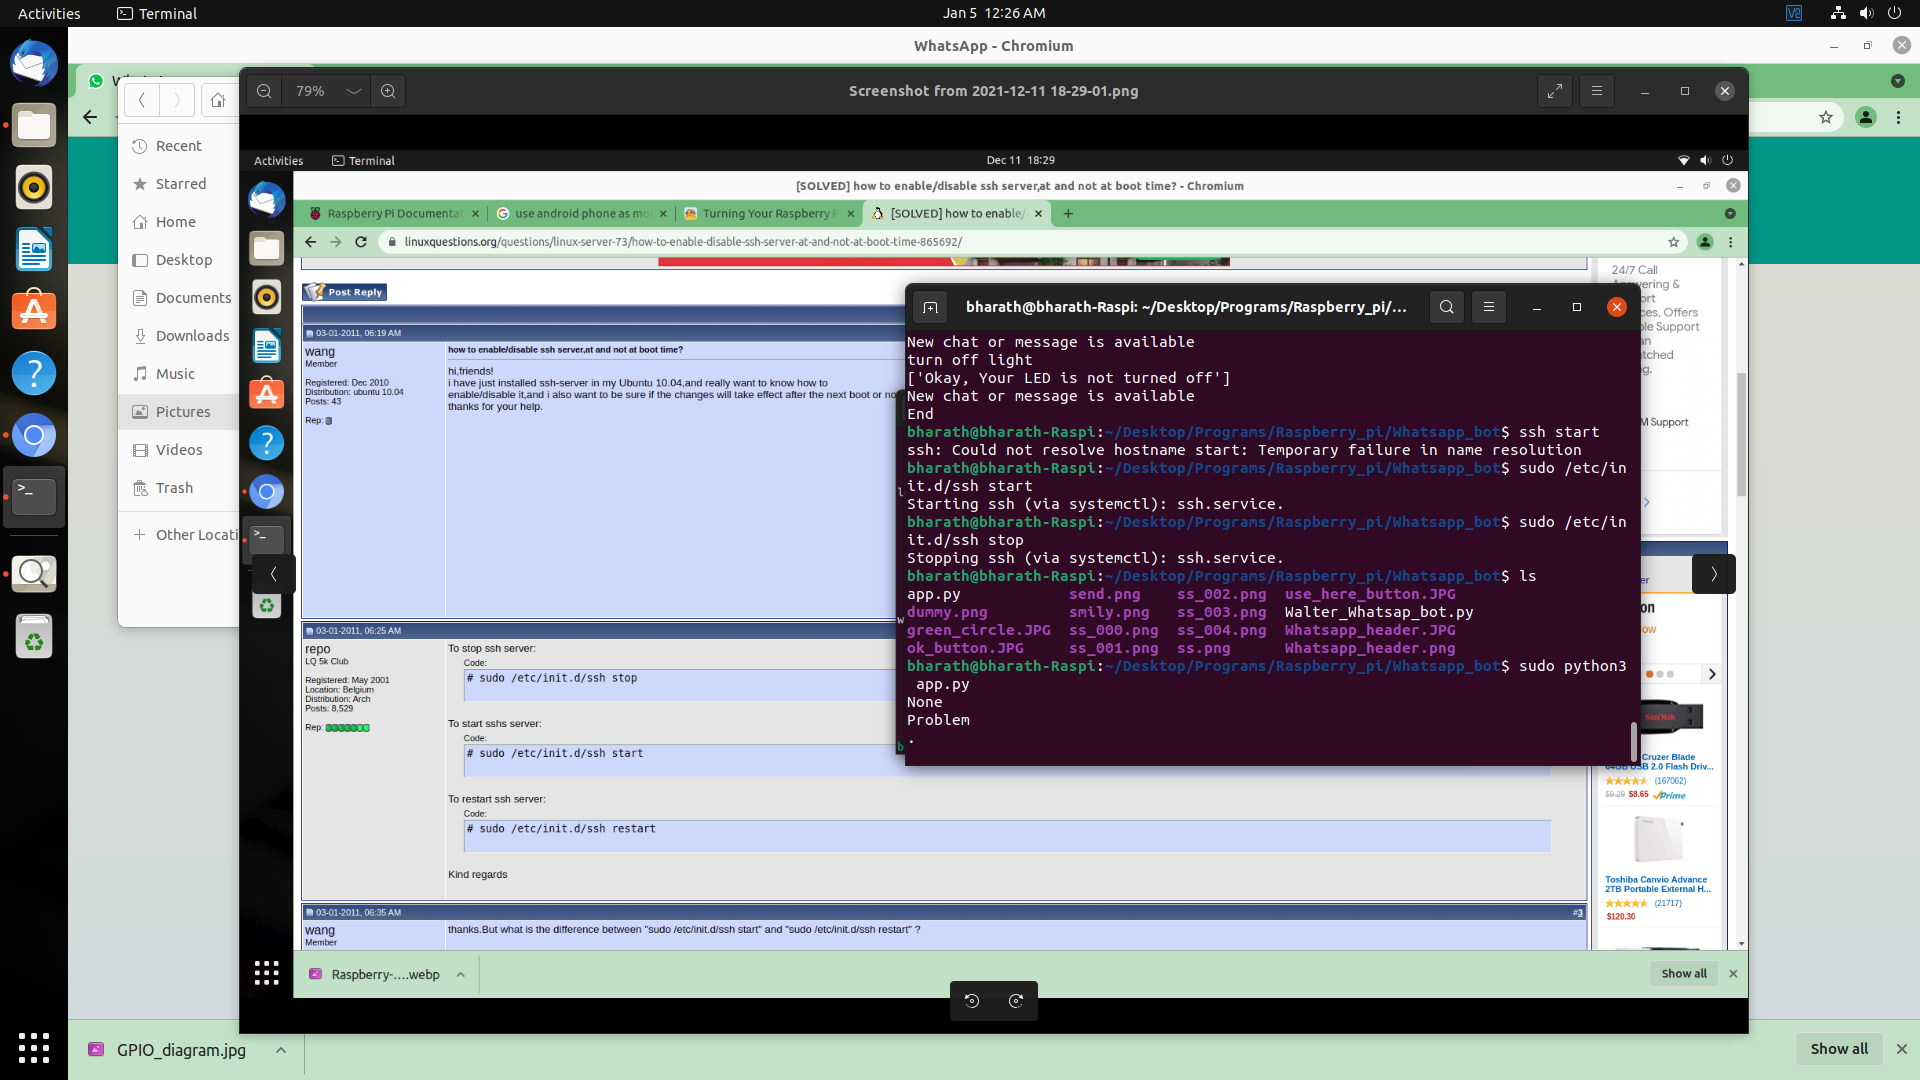 Activities
Terminal
Jan 5 12:26 AM
WhatsApp - Chromium
79%
Screenshot from 2021-12-11 18-29-01.png
Recent
Starred
Home
Desktop
Documents
Downloads
Music
Pictures
Videos
Trash
Other Locati
Activities
Terminal
Dec 11 18:29
[SOLVED] how to enable/disable ssh server,at and not at boot time? - Chromium
Raspberry Pi Documentat
use android phone as mo
Turning Your Raspberry P
[SOLVED] how to enable/
linuxquestions.org/questions/linux-server-73/how-to-enable-disable-ssh-server-at-and-not-at-boot-time-865692/
Post Reply
03-01-2011, 06:19 AM
wang
Member
Registered: Dec 2010
Distribution: ubuntu 10.04
Posts: 43
Rep:
how to enable/disable ssh server,at and not at boot time?
hi,friends!
i have just installed ssh-server in my Ubuntu 10.04,and really want to know how to
enable/disable it,and i also want to be sure if the changes will take effect after the next boot or no
thanks for your help.
03-01-2011, 06:25 AM
repo
LQ 5k Club
Registered: May 2001
Location: Belgium
Distribution: Arch
Posts: 8,529
Rep:
To stop ssh server:
Code:
# sudo /etc/init.d/ssh stop
To start sshs server:
Code:
# sudo /etc/init.d/ssh start
To restart ssh server:
Code:
# sudo /etc/init.d/ssh restart
Kind regards
03-01-2011, 06:35 AM
#3
wang
Member
thanks.But what is the difference between "sudo /etc/init.d/ssh start" and "sudo /etc/init.d/ssh restart" ?
bharath@bharath-Raspi: ~/Desktop/Programs/Raspberry_pi/...
New chat or message is available
turn off light
['Okay, Your LED is not turned off']
New chat or message is available
End
bharath@bharath-Raspi:~/Desktop/Programs/Raspberry_pi/Whatsapp_bot$ ssh start
ssh: Could not resolve hostname start: Temporary failure in name resolution
bharath@bharath-Raspi:~/Desktop/Programs/Raspberry_pi/Whatsapp_bot$ sudo /etc/in
it.d/ssh start
Starting ssh (via systemctl): ssh.service.
bharath@bharath-Raspi:~/Desktop/Programs/Raspberry_pi/Whatsapp_bot$ sudo /etc/in
it.d/ssh stop
Stopping ssh (via systemctl): ssh.service.
bharath@bharath-Raspi:~/Desktop/Programs/Raspberry_pi/Whatsapp_bot$ ls
app.py send.png ss_002.png use_here_button.JPG
dummy.png smily.png ss_003.png Walter_Whatsap_bot.py
green_circle.JPG ss_000.png ss_004.png Whatsapp_header.JPG
ok_button.JPG ss_001.png ss.png Whatsapp_header.png
bharath@bharath-Raspi:~/Desktop/Programs/Raspberry_pi/Whatsapp_bot$ sudo python3
app.py
None
Problem
.
24/7 Call
Answering &
ort
ces, Offers
le Support
an
atched
M Support
er
on
ow
SanDisk
Cruzer Blade
64GB USB 2.0 Flash Driv...
(167062)
$9.29 $8.65 Prime
Toshiba Canvio Advance
2TB Portable External H...
(21717)
$120.30
Raspberry-....webp
Show all
GPIO_diagram.jpg
Show all